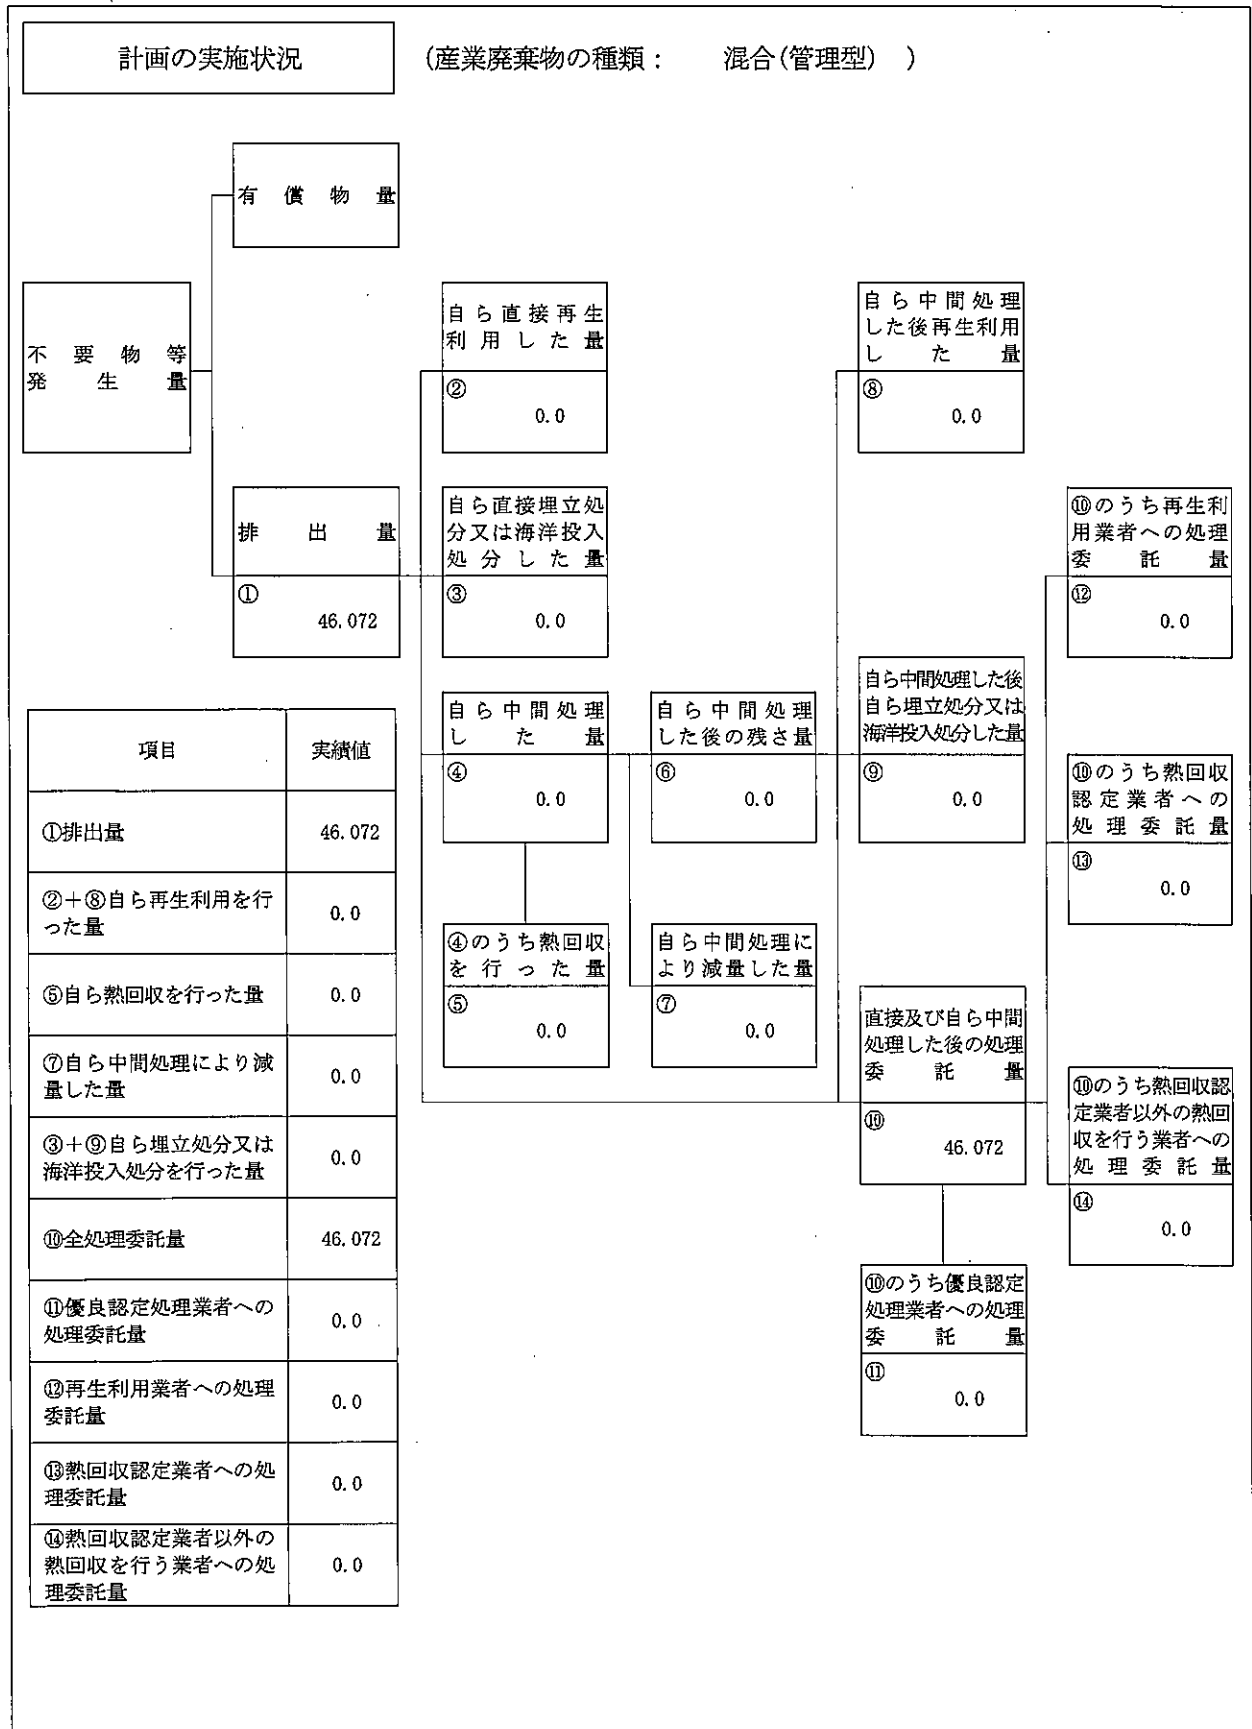 計画の実施状況
(産業廃棄物の種類： 混合(管理型) )
有償物量
不要物等
発生量
排出量
①
46.072
自ら直接再生
利用した量
②
0.0
自ら直接埋立処
分又は海洋投入
処分した量
③
0.0
自ら中間処理
した量
④
0.0
④のうち熱回収
を行った量
⑤
0.0
自ら中間処理
した後の残さ量
⑥
0.0
自ら中間処理に
より減量した量
⑦
0.0
自ら中間処理
した後再生利用
した量
⑧
0.0
自ら中間処理した後
自ら埋立処分又は
海洋投入処分した量
⑨
0.0
直接及び自ら中間
処理した後の処理
委託量
⑩
46.072
⑩のうち優良認定
処理業者への処理
委託量
⑪
0.0
⑩のうち再生利
用業者への処理
委託量
⑫
0.0
⑩のうち熱回収
認定業者への
処理委託量
⑬
0.0
⑩のうち熱回収認
定業者以外の熱回
収を行う業者への
処理委託量
⑭
0.0
項目 実績値
①排出量 46.072
②＋⑧自ら再生利用を行
った量 0.0
⑤自ら熱回収を行った量 0.0
⑦自ら中間処理により減
量した量 0.0
③＋⑨自ら埋立処分又は
海洋投入処分を行った量 0.0
⑩全処理委託量 46.072
⑪優良認定処理業者への
処理委託量 0.0
⑫再生利用業者への処理
委託量 0.0
⑬熱回収認定業者への処
理委託量 0.0
⑭熱回収認定業者以外の
熱回収を行う業者への処
理委託量 0.0